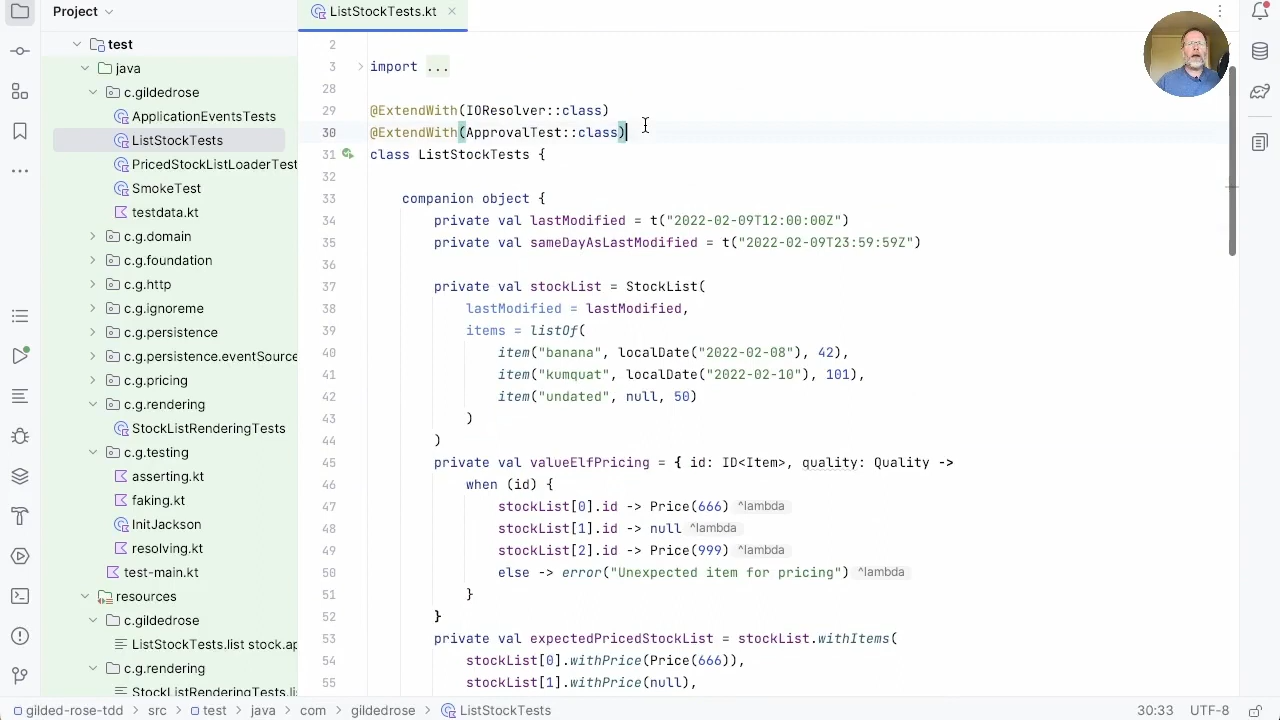 Project
ListStockTests.kt
test
java
c.gildedrose
ApplicationEventsTests
ListStockTests
PricedStockListLoaderTest
SmokeTest
testdata.kt
c.g.domain
c.g.foundation
c.g.http
c.g.ignoreme
c.g.persistence
c.g.persistence.eventSource
c.g.pricing
c.g.rendering
StockListRenderingTests
c.g.testing
asserting.kt
faking.kt
InitJackson
resolving.kt
test-main.kt
resources
c.gildedrose
ListStockTests.list stock.ap
c.g.rendering
StockListRenderingTests.lis
2
3 import ...
28
29 @ExtendWith(IOResolver::class)
30 @ExtendWith(ApprovalTest::class)
31 class ListStockTests {
32
33 companion object {
34 private val lastModified = t("2022-02-09T12:00:00Z")
35 private val sameDayAsLastModified = t("2022-02-09T23:59:59Z")
36
37 private val stockList = StockList(
38 lastModified = lastModified,
39 items = listOf(
40 item("banana", localDate("2022-02-08"), 42),
41 item("kumquat", localDate("2022-02-10"), 101),
42 item("undated", null, 50)
43 )
44 )
45 private val valueElfPricing = { id: ID<Item>, quality: Quality ->
46 when (id) {
47 stockList[0].id -> Price(666) ^lambda
48 stockList[1].id -> null ^lambda
49 stockList[2].id -> Price(999) ^lambda
50 else -> error("Unexpected item for pricing") ^lambda
51 }
52 }
53 private val expectedPricedStockList = stockList.withItems(
54 stockList[0].withPrice(Price(666)),
55 stockList[1].withPrice(null),
gilded-rose-tdd > src > test > java > com > gildedrose > ListStockTests
30:33 UTF-8